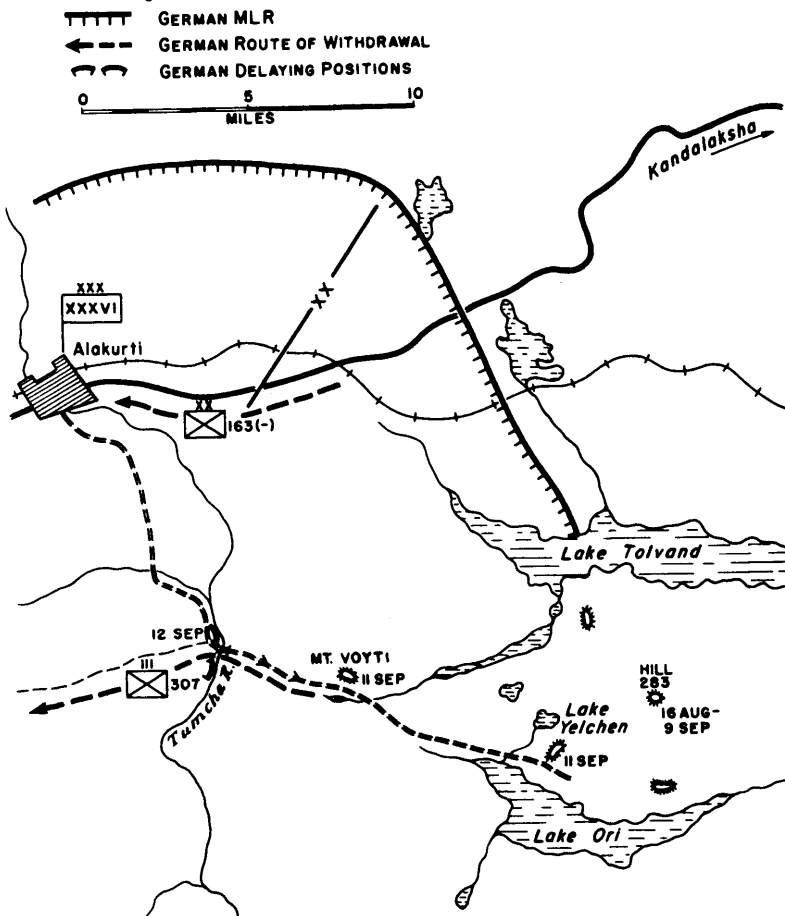 GERMAN MLR
GERMAN ROUTE OF WITHDRAWAL
GERMAN DELAYING POSITIONS
0 5 10
MILES
Kandalaksha
XX
XXX
XXXVI
Alakurti
XX
163(-)
Lake Tolvand
12 SEP
III
307
Tumcha R.
MT. VOYTI
11 SEP
HILL
283
16 AUG-
9 SEP
Lake
Yelchen
11 SEP
Lake Ori